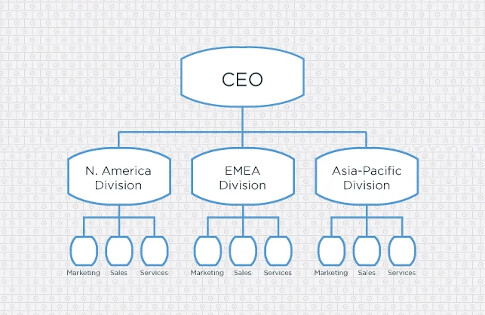 CEO
N. America
Division
EMEA
Division
Asia-Pacific
Division
Marketing Sales Services
Marketing Sales Services
Marketing Sales Services